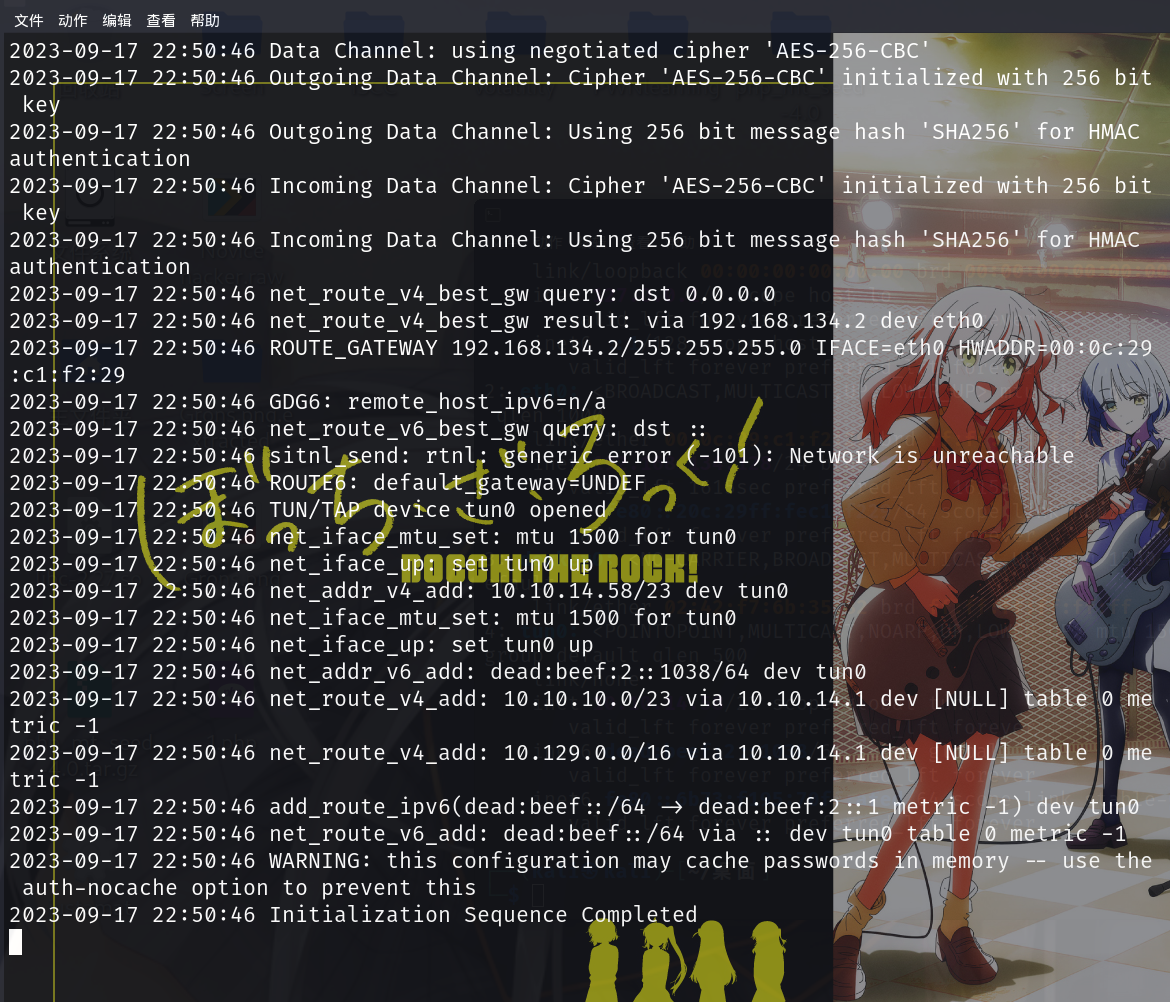 文件 动作 编辑 查看 帮助
2023-09-17 22:50:46 Data Channel: using negotiated cipher 'AES-256-CBC'
2023-09-17 22:50:46 Outgoing Data Channel: Cipher 'AES-256-CBC' initialized with 256 bit
key
2023-09-17 22:50:46 Outgoing Data Channel: Using 256 bit message hash 'SHA256' for HMAC
authentication
2023-09-17 22:50:46 Incoming Data Channel: Cipher 'AES-256-CBC' initialized with 256 bit
key
2023-09-17 22:50:46 Incoming Data Channel: Using 256 bit message hash 'SHA256' for HMAC
authentication
2023-09-17 22:50:46 net_route_v4_best_gw query: dst 0.0.0.0
2023-09-17 22:50:46 net_route_v4_best_gw result: via 192.168.134.2 dev eth0
2023-09-17 22:50:46 ROUTE_GATEWAY 192.168.134.2/255.255.255.0 IFACE=eth0 HWADDR=00:0c:29
:c1:f2:29
2023-09-17 22:50:46 GDG6: remote_host_ipv6=n/a
2023-09-17 22:50:46 net_route_v6_best_gw query: dst ::
2023-09-17 22:50:46 sitnl_send: rtnl: generic error (-101): Network is unreachable
2023-09-17 22:50:46 ROUTE6: default_gateway=UNDEF
2023-09-17 22:50:46 TUN/TAP device tun0 opened
2023-09-17 22:50:46 net_iface_mtu_set: mtu 1500 for tun0
2023-09-17 22:50:46 net_iface_up: set tun0 up
2023-09-17 22:50:46 net_addr_v4_add: 10.10.14.58/23 dev tun0
2023-09-17 22:50:46 net_iface_mtu_set: mtu 1500 for tun0
2023-09-17 22:50:46 net_iface_up: set tun0 up
2023-09-17 22:50:46 net_addr_v6_add: dead:beef:2::1038/64 dev tun0
2023-09-17 22:50:46 net_route_v4_add: 10.10.10.0/23 via 10.10.14.1 dev [NULL] table 0 me
tric -1
2023-09-17 22:50:46 net_route_v4_add: 10.129.0.0/16 via 10.10.14.1 dev [NULL] table 0 me
tric -1
2023-09-17 22:50:46 add_route_ipv6(dead:beef::/64 -> dead:beef:2::1 metric -1) dev tun0
2023-09-17 22:50:46 net_route_v6_add: dead:beef::/64 via :: dev tun0 table 0 metric -1
2023-09-17 22:50:46 WARNING: this configuration may cache passwords in memory -- use the
auth-nocache option to prevent this
2023-09-17 22:50:46 Initialization Sequence Completed
ぼっち・ざ・ろっく!
BOCCHI THE ROCK!